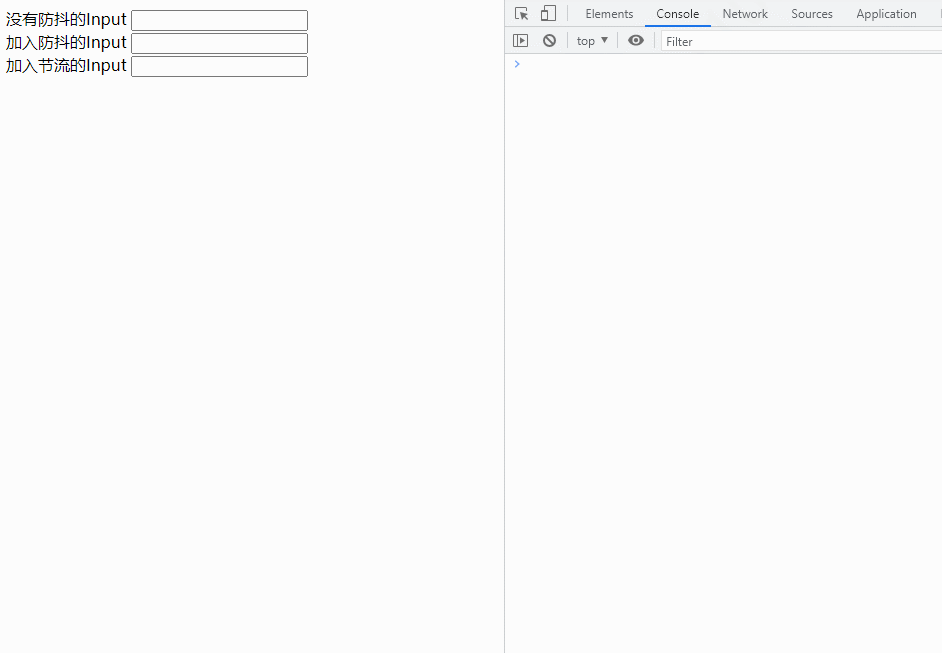 没有防抖的Input
加入防抖的Input
加入节流的Input
Elements Console Network Sources Application
top ▼ Filter